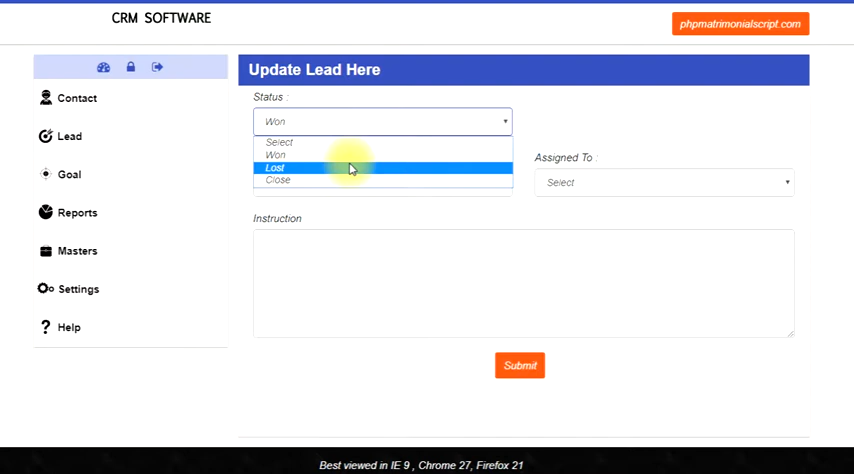 CRM SOFTWARE
phpmatrimonialscript.com
Contact
Lead
Goal
Reports
Masters
Settings
Help
Update Lead Here
Status :
Won
Select
Won
Lost
Close
Assigned To :
Select
Instruction
Submit
Best viewed in IE 9 , Chrome 27, Firefox 21